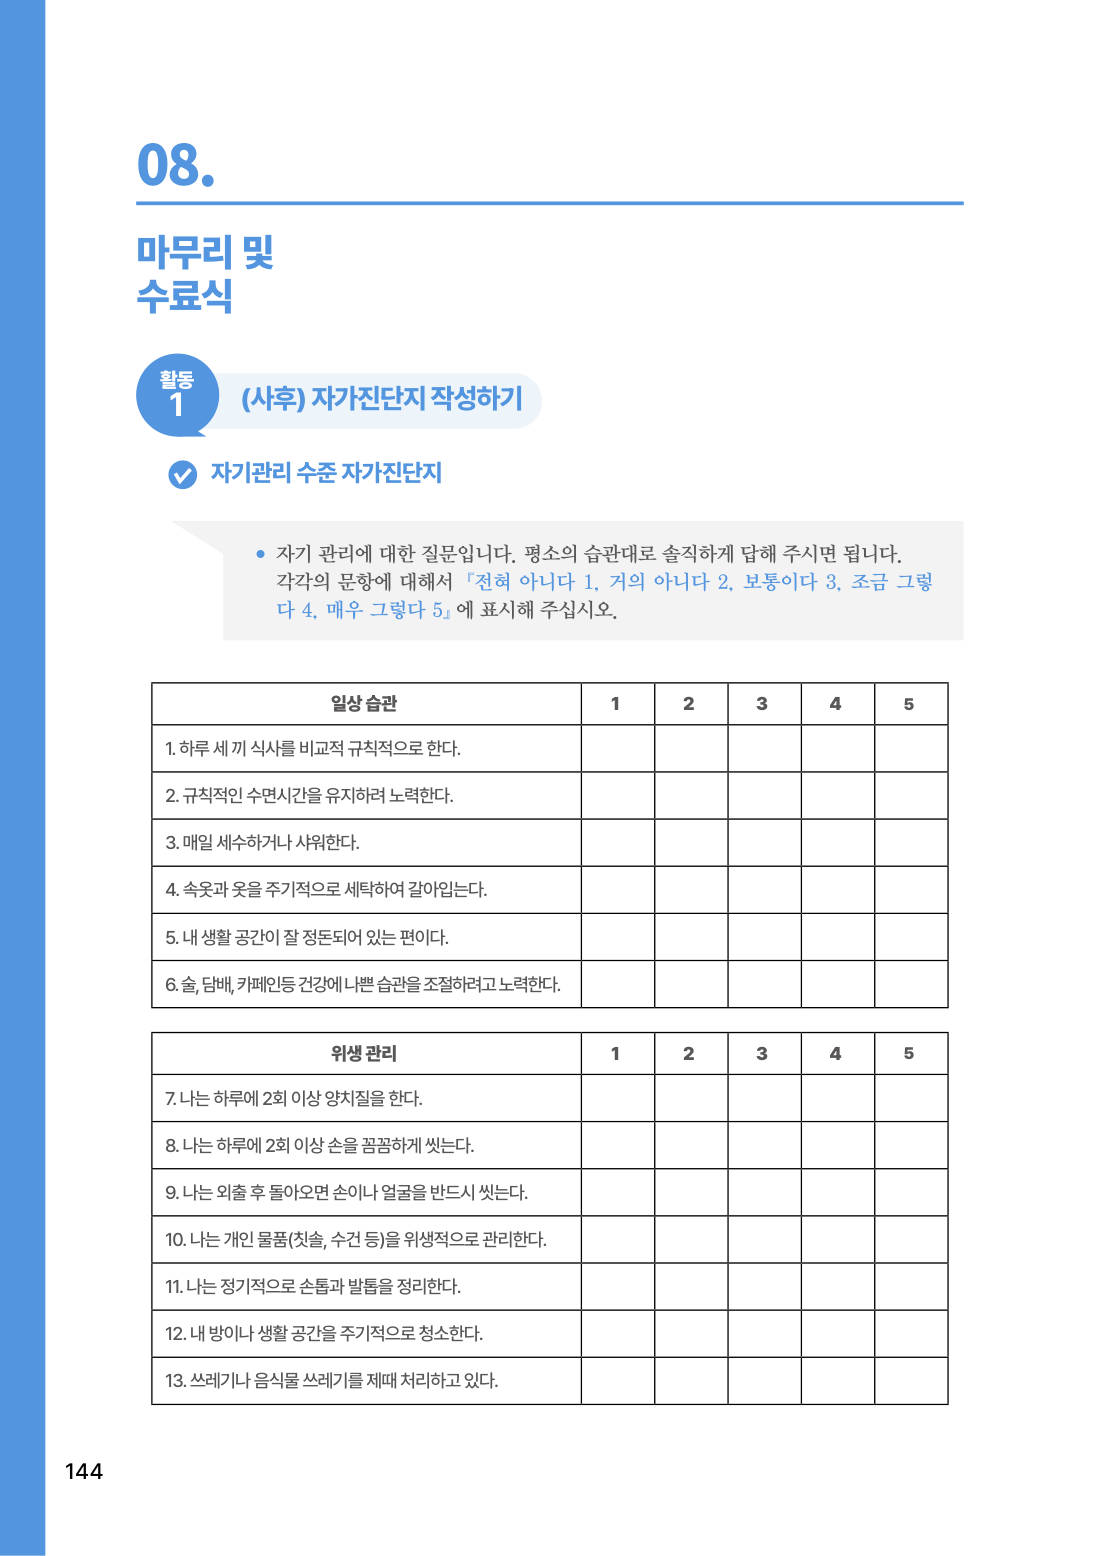 08.
마무리 및
수료식
활동
1
(사후) 자가진단지 작성하기
자기관리 수준 자가진단지
• 자기 관리에 대한 질문입니다. 평소의 습관대로 솔직하게 답해 주시면 됩니다.
각각의 문항에 대해서 『전혀 아니다 1, 거의 아니다 2, 보통이다 3, 조금 그렇
다 4, 매우 그렇다 5』에 표시해 주십시오.
일상 습관 1 2 3 4 5
1. 하루 세 끼 식사를 비교적 규칙적으로 한다.
2. 규칙적인 수면시간을 유지하려 노력한다.
3. 매일 세수하거나 샤워한다.
4. 속옷과 옷을 주기적으로 세탁하여 갈아입는다.
5. 내 생활 공간이 잘 정돈되어 있는 편이다.
6. 술, 담배, 카페인등 건강에 나쁜 습관을 조절하려고 노력한다.
위생 관리 1 2 3 4 5
7. 나는 하루에 2회 이상 양치질을 한다.
8. 나는 하루에 2회 이상 손을 꼼꼼하게 씻는다.
9. 나는 외출 후 돌아오면 손이나 얼굴을 반드시 씻는다.
10. 나는 개인 물품(칫솔, 수건 등)을 위생적으로 관리한다.
11. 나는 정기적으로 손톱과 발톱을 정리한다.
12. 내 방이나 생활 공간을 주기적으로 청소한다.
13. 쓰레기나 음식물 쓰레기를 제때 처리하고 있다.
144